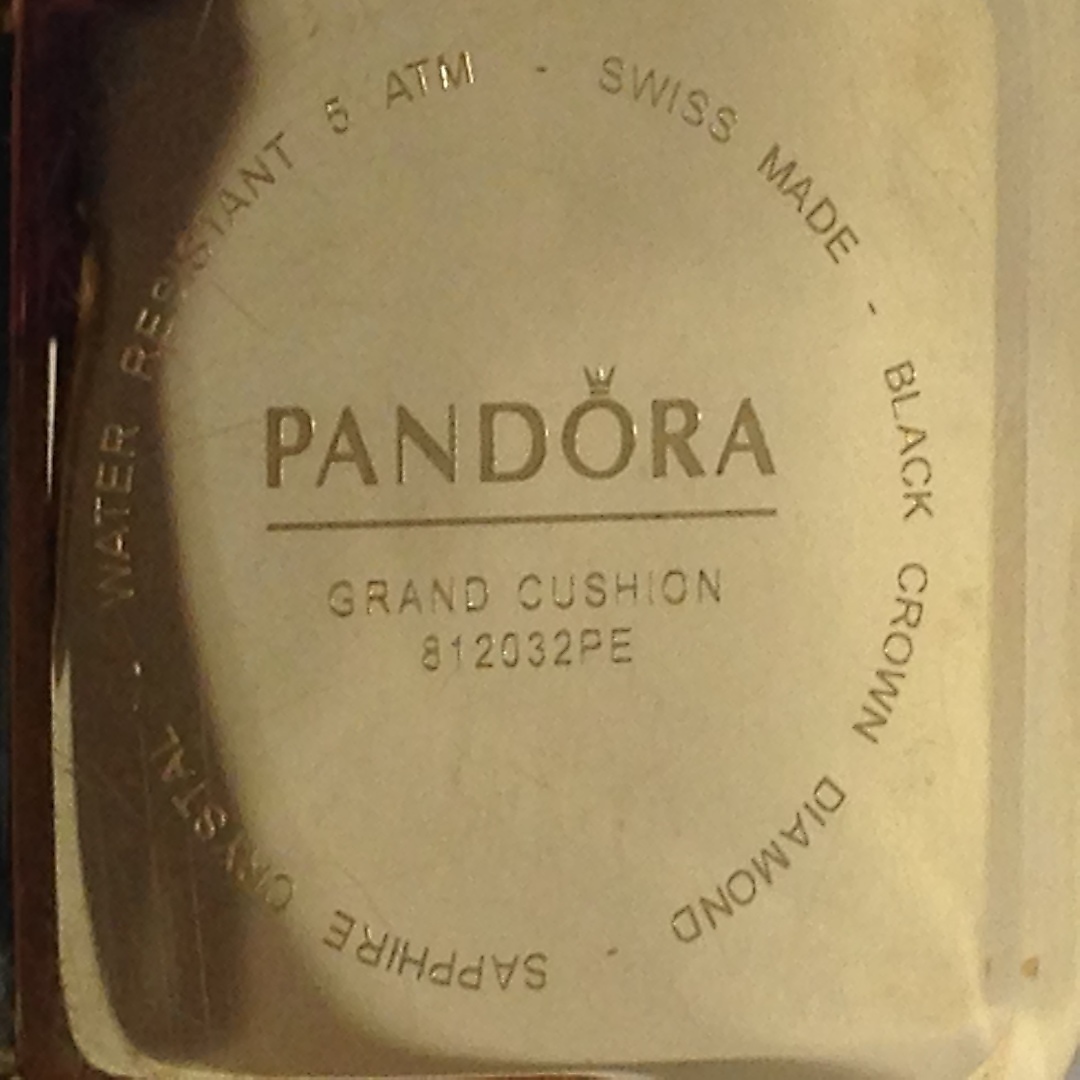 WATER RESISTANT 5 ATM - SWISS MADE - BLACK CROWN DIAMOND - SAPPHIRE CRYSTAL -
PANDORA
GRAND CUSHION
812032PE